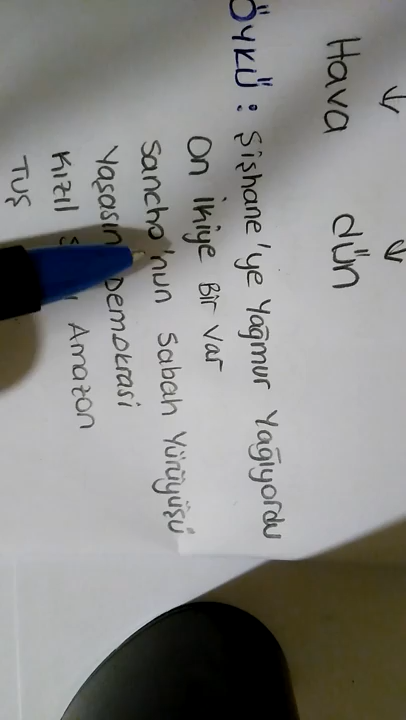 Hava dün
ÖYKÜ: Şişhane'ye Yağmur Yağıyordu
On İkiye Bir Var
Sancho'nun Sabah Yürüyüşü
Yaşasın Demokrasi
Kızıl Amazon
Tuş